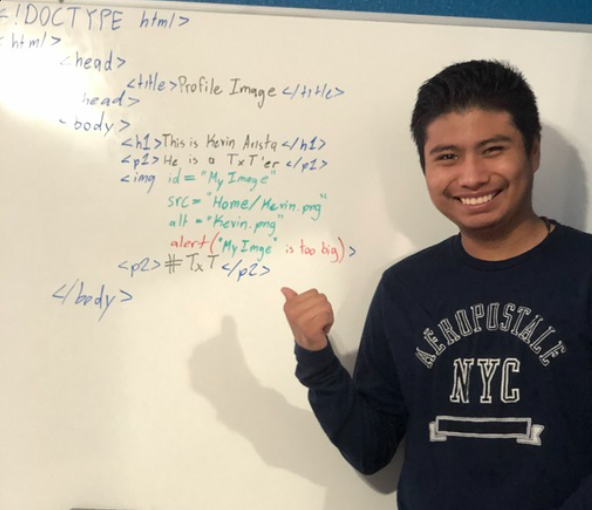 <!DOCTYPE html>
<html>
<head>
<title>Profile Image</title>
head>
<body>
<h1>This is Kevin Arista</h1>
<p1>He is a TxT'er</p1>
<img id="My Image"
src="Home/Kevin.png"
alt="Kevin.png"
alert("My Imge" is too big)>
<p2>#TxT</p2>
</body>
AEROPOSTALE
NYC